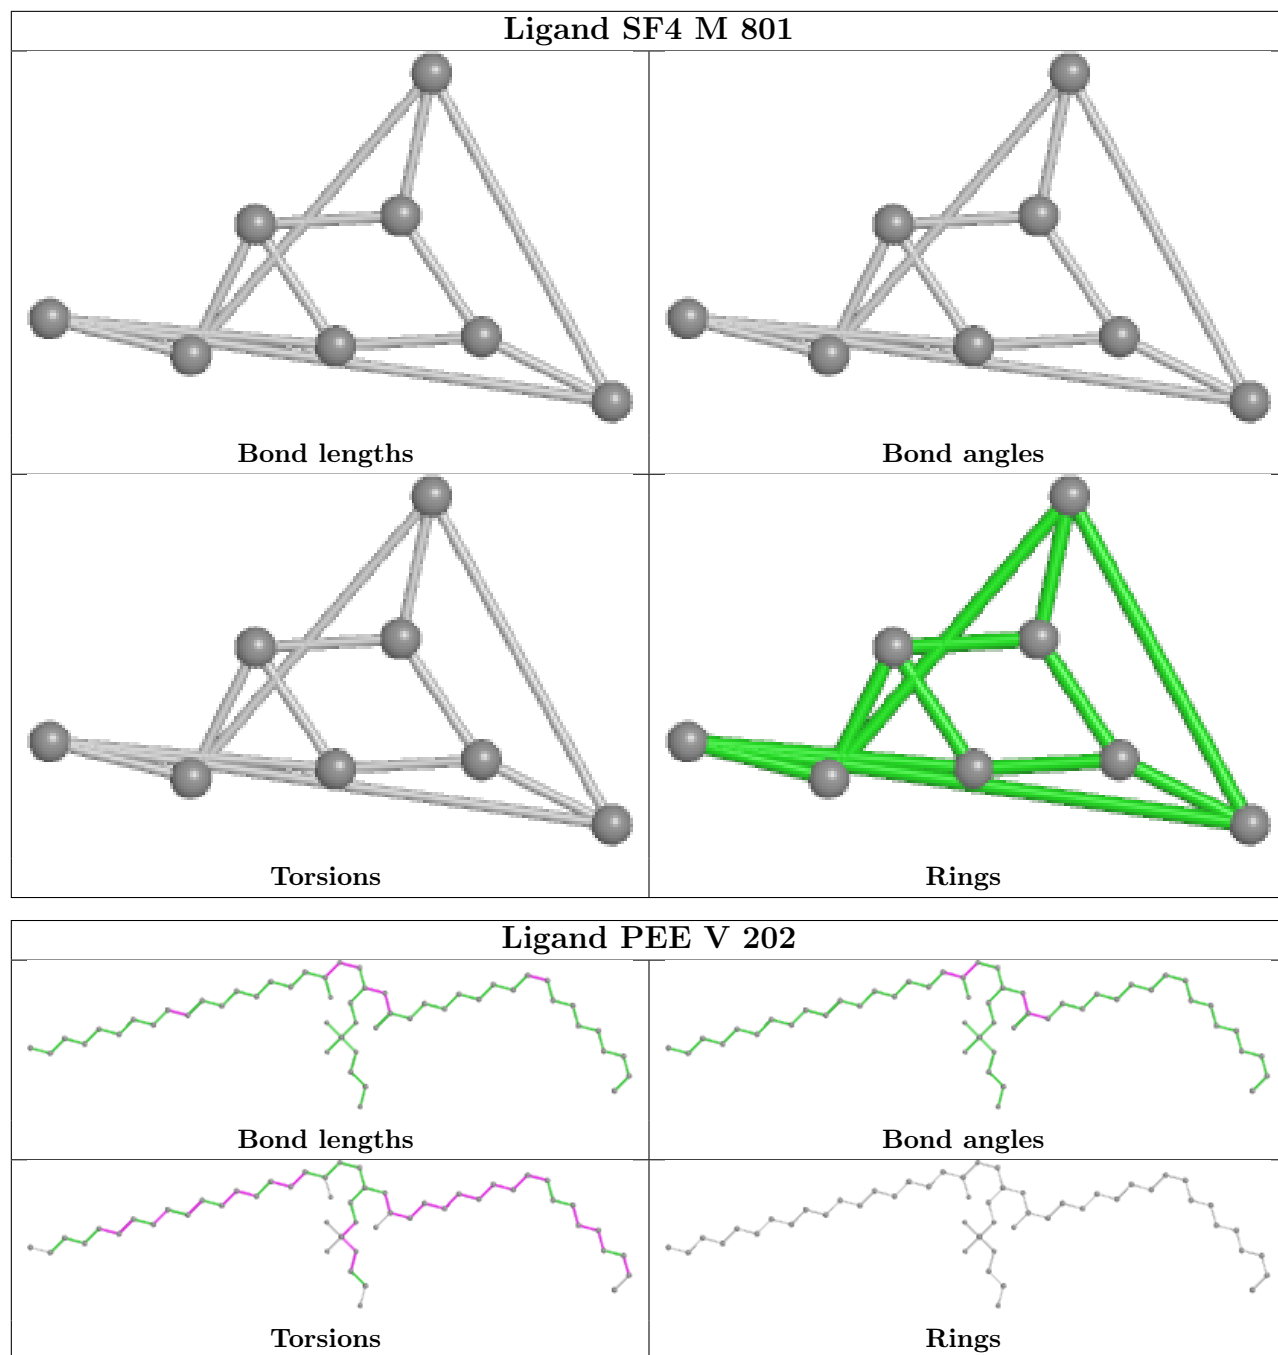 Ligand SF4 M 801
Bond lengths
Bond angles
Torsions
Rings
Ligand PEE V 202
Bond lengths
Bond angles
Torsions
Rings